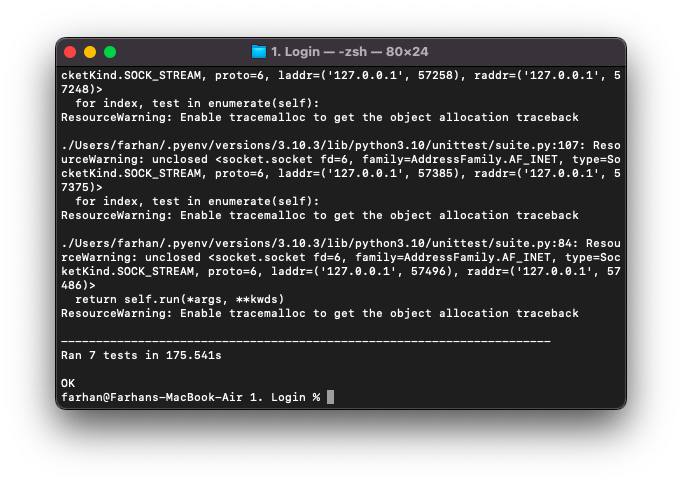 1. Login — -zsh — 80×24
cketKind.SOCK_STREAM, proto=6, laddr=('127.0.0.1', 57258), raddr=('127.0.0.1', 5
7248)>
  for index, test in enumerate(self):
ResourceWarning: Enable tracemalloc to get the object allocation traceback
./Users/farhan/.pyenv/versions/3.10.3/lib/python3.10/unittest/suite.py:107: Reso
urceWarning: unclosed <socket.socket fd=6, family=AddressFamily.AF_INET, type=So
cketKind.SOCK_STREAM, proto=6, laddr=('127.0.0.1', 57385), raddr=('127.0.0.1', 5
7375)>
  for index, test in enumerate(self):
ResourceWarning: Enable tracemalloc to get the object allocation traceback
./Users/farhan/.pyenv/versions/3.10.3/lib/python3.10/unittest/suite.py:84: Resou
rceWarning: unclosed <socket.socket fd=6, family=AddressFamily.AF_INET, type=Soc
ketKind.SOCK_STREAM, proto=6, laddr=('127.0.0.1', 57496), raddr=('127.0.0.1', 57
486)>
  return self.run(*args, **kwds)
ResourceWarning: Enable tracemalloc to get the object allocation traceback
----------------------------------------------------------------------
Ran 7 tests in 175.541s
OK
farhan@Farhans-MacBook-Air 1. Login %